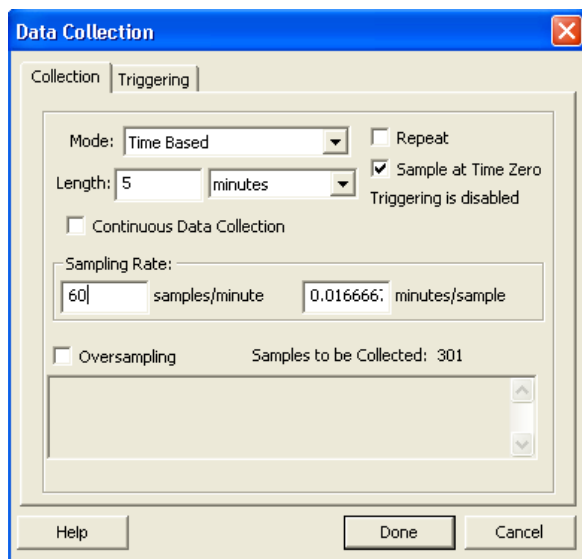 Data Collection
Collection Triggering
Mode: Time Based Repeat
Sample at Time Zero
Length: 5 minutes
Triggering is disabled
Continuous Data Collection
Sampling Rate:
60 samples/minute 0.016666: minutes/sample
Oversampling Samples to be Collected: 301
Help Done Cancel